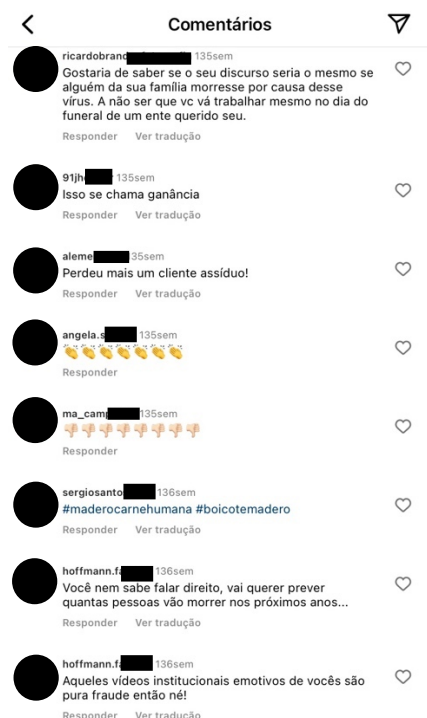 Comentários
ricardobrand 135sem
Gostaria de saber se o seu discurso seria o mesmo se
alguém da sua família morresse por causa desse
vírus. A não ser que vc vá trabalhar mesmo no dia do
funeral de um ente querido seu.
Responder Ver tradução
91jh 135sem
Isso se chama ganância
Responder Ver tradução
aleme 35sem
Perdeu mais um cliente assíduo!
Responder Ver tradução
angela.s 135sem
👏👏👏👏👏👏👏
Responder
ma_camp 135sem
👎🏻👎🏻👎🏻👎🏻👎🏻👎🏻👎🏻👎🏻
Responder
sergiosanto 136sem
#maderocarnehumana #boicotemadero
Responder Ver tradução
hoffmann.fa 136sem
Você nem sabe falar direito, vai querer prever
quantas pessoas vão morrer nos próximos anos...
Responder Ver tradução
hoffmann.fa 136sem
Aqueles vídeos institucionais emotivos de vocês são
pura fraude então né!
Responder Ver tradução